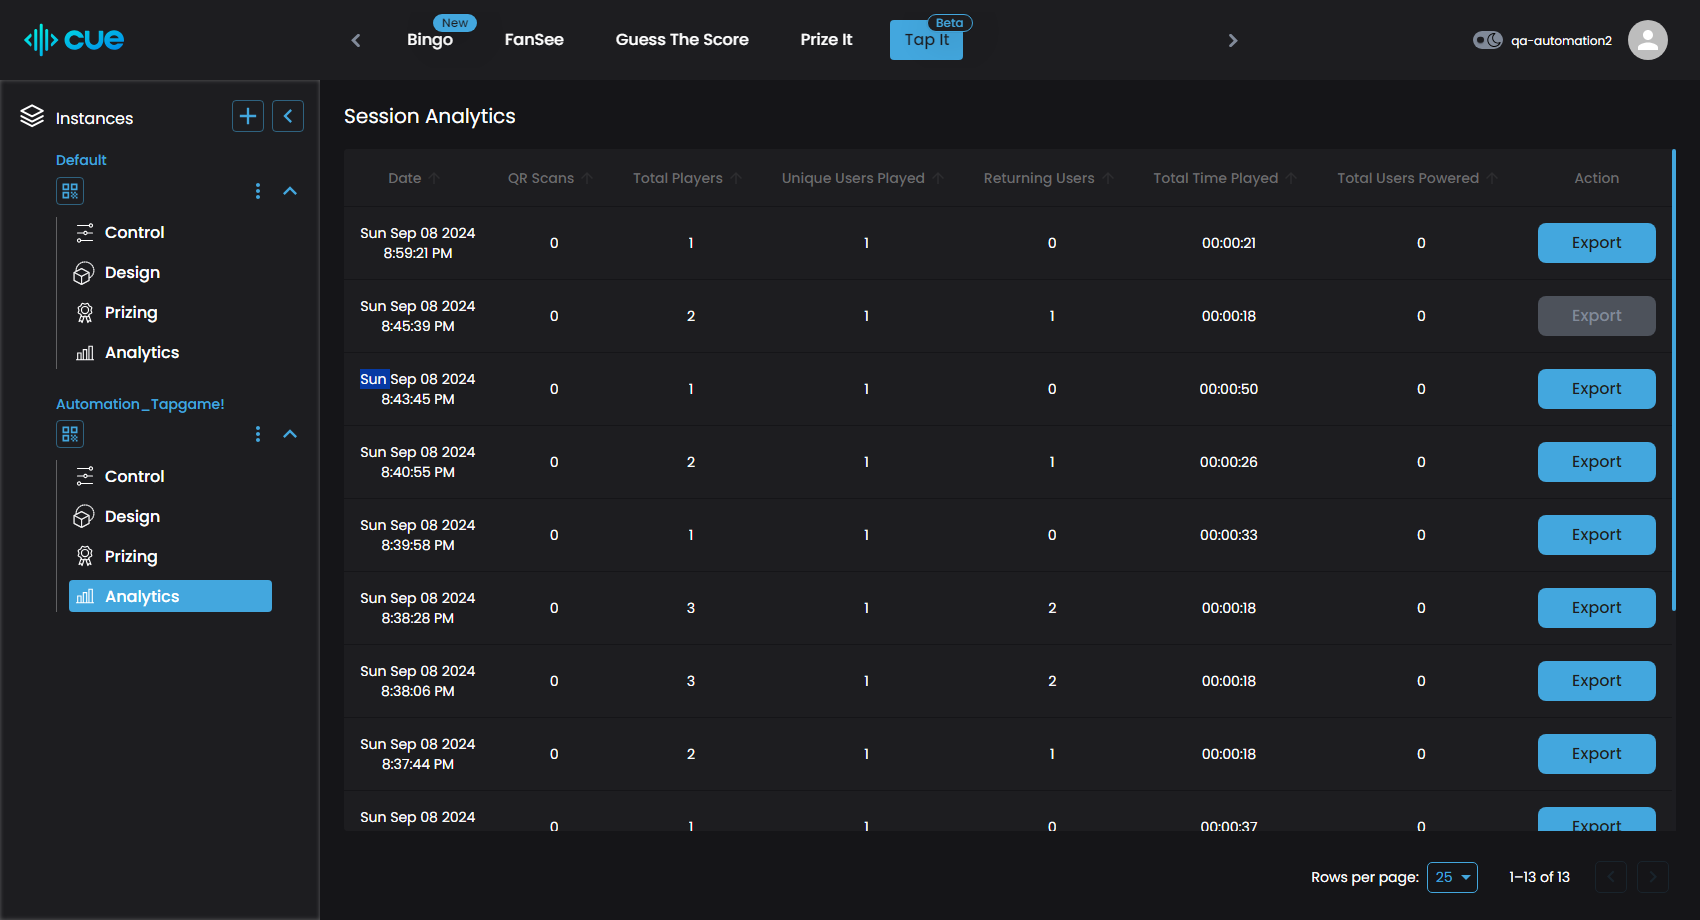 cue
New
Bingo
FanSee
Guess The Score
Prize It
Beta
Tap It
qa-automation2
Instances
Default
Control
Design
Prizing
Analytics
Automation_Tapgame!
Control
Design
Prizing
Analytics
Session Analytics
Date QR Scans Total Players Unique Users Played Returning Users Total Time Played Total Users Powered Action
Sun Sep 08 2024
8:59:21 PM
0 1 1 0 00:00:21 0 Export
Sun Sep 08 2024
8:45:39 PM
0 2 1 1 00:00:18 0 Export
Sun Sep 08 2024
8:43:45 PM
0 1 1 0 00:00:50 0 Export
Sun Sep 08 2024
8:40:55 PM
0 2 1 1 00:00:26 0 Export
Sun Sep 08 2024
8:39:58 PM
0 1 1 0 00:00:33 0 Export
Sun Sep 08 2024
8:38:28 PM
0 3 1 2 00:00:18 0 Export
Sun Sep 08 2024
8:38:06 PM
0 3 1 2 00:00:18 0 Export
Sun Sep 08 2024
8:37:44 PM
0 2 1 1 00:00:18 0 Export
Sun Sep 08 2024
0 1 1 0 00:00:37 0 Export
Rows per page: 25 1–13 of 13